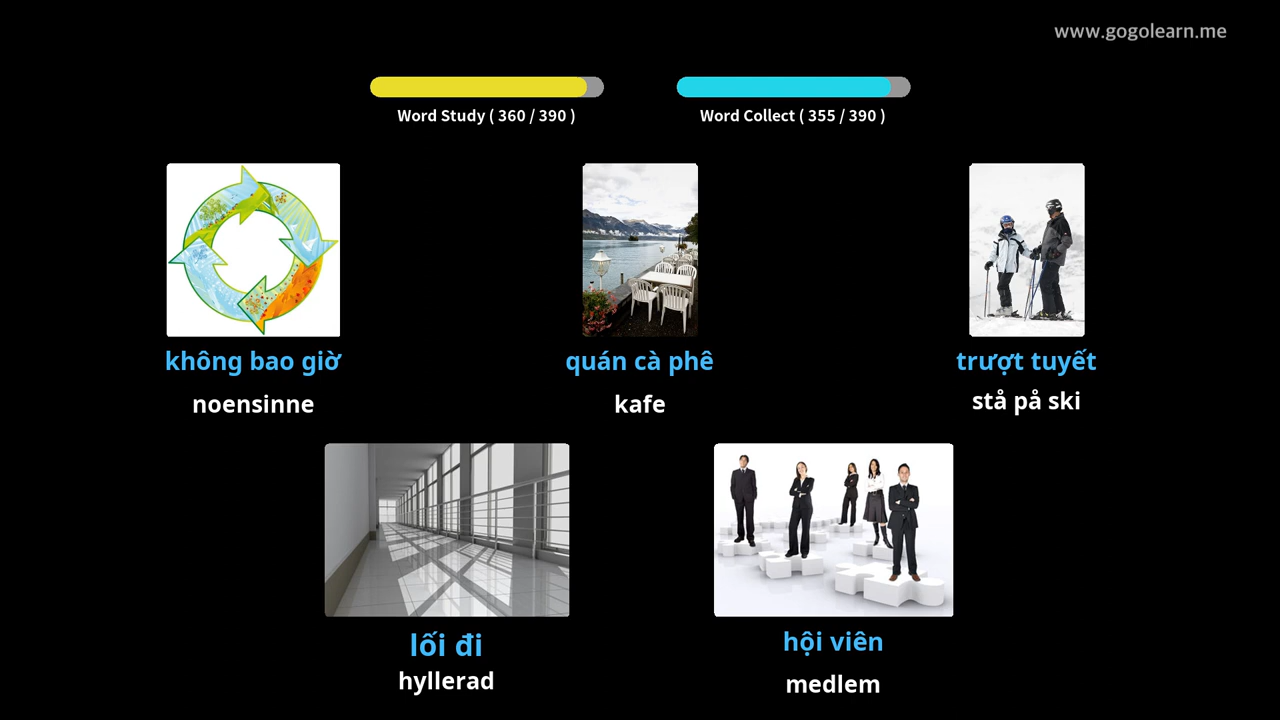 www.gogolearn.me
Word Study ( 360 / 390 )
Word Collect ( 355 / 390 )
không bao giờ
noensinne
quán cà phê
kafe
trượt tuyết
stå på ski
lối đi
hyllerad
hội viên
medlem